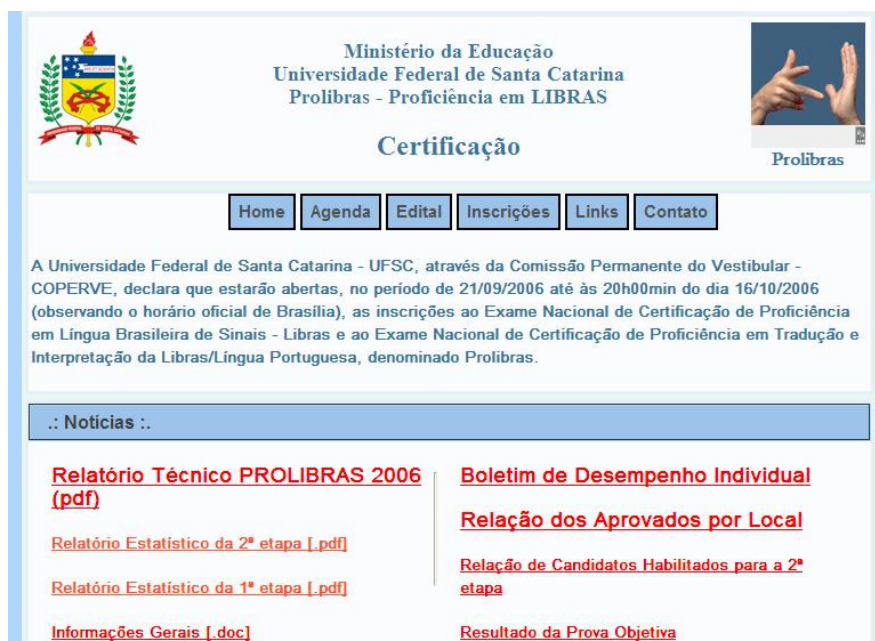 Ministério da Educação
Universidade Federal de Santa Catarina
Prolibras - Proficiência em LIBRAS
Certificação
Prolibras
Home Agenda Edital Inscrições Links Contato
A Universidade Federal de Santa Catarina - UFSC, através da Comissão Permanente do Vestibular -
COPERVE, declara que estarão abertas, no período de 21/09/2006 até às 20h00min do dia 16/10/2006
(observando o horário oficial de Brasília), as inscrições ao Exame Nacional de Certificação de Proficiência
em Língua Brasileira de Sinais - Libras e ao Exame Nacional de Certificação de Proficiência em Tradução e
Interpretação da Libras/Língua Portuguesa, denominado Prolibras.
.: Notícias :.
Relatório Técnico PROLIBRAS 2006
(pdf)
Relatório Estatístico da 2ª etapa [.pdf]
Relatório Estatístico da 1ª etapa [.pdf]
Informações Gerais [.doc]
Boletim de Desempenho Individual
Relação dos Aprovados por Local
Relação de Candidatos Habilitados para a 2ª
etapa
Resultado da Prova Objetiva